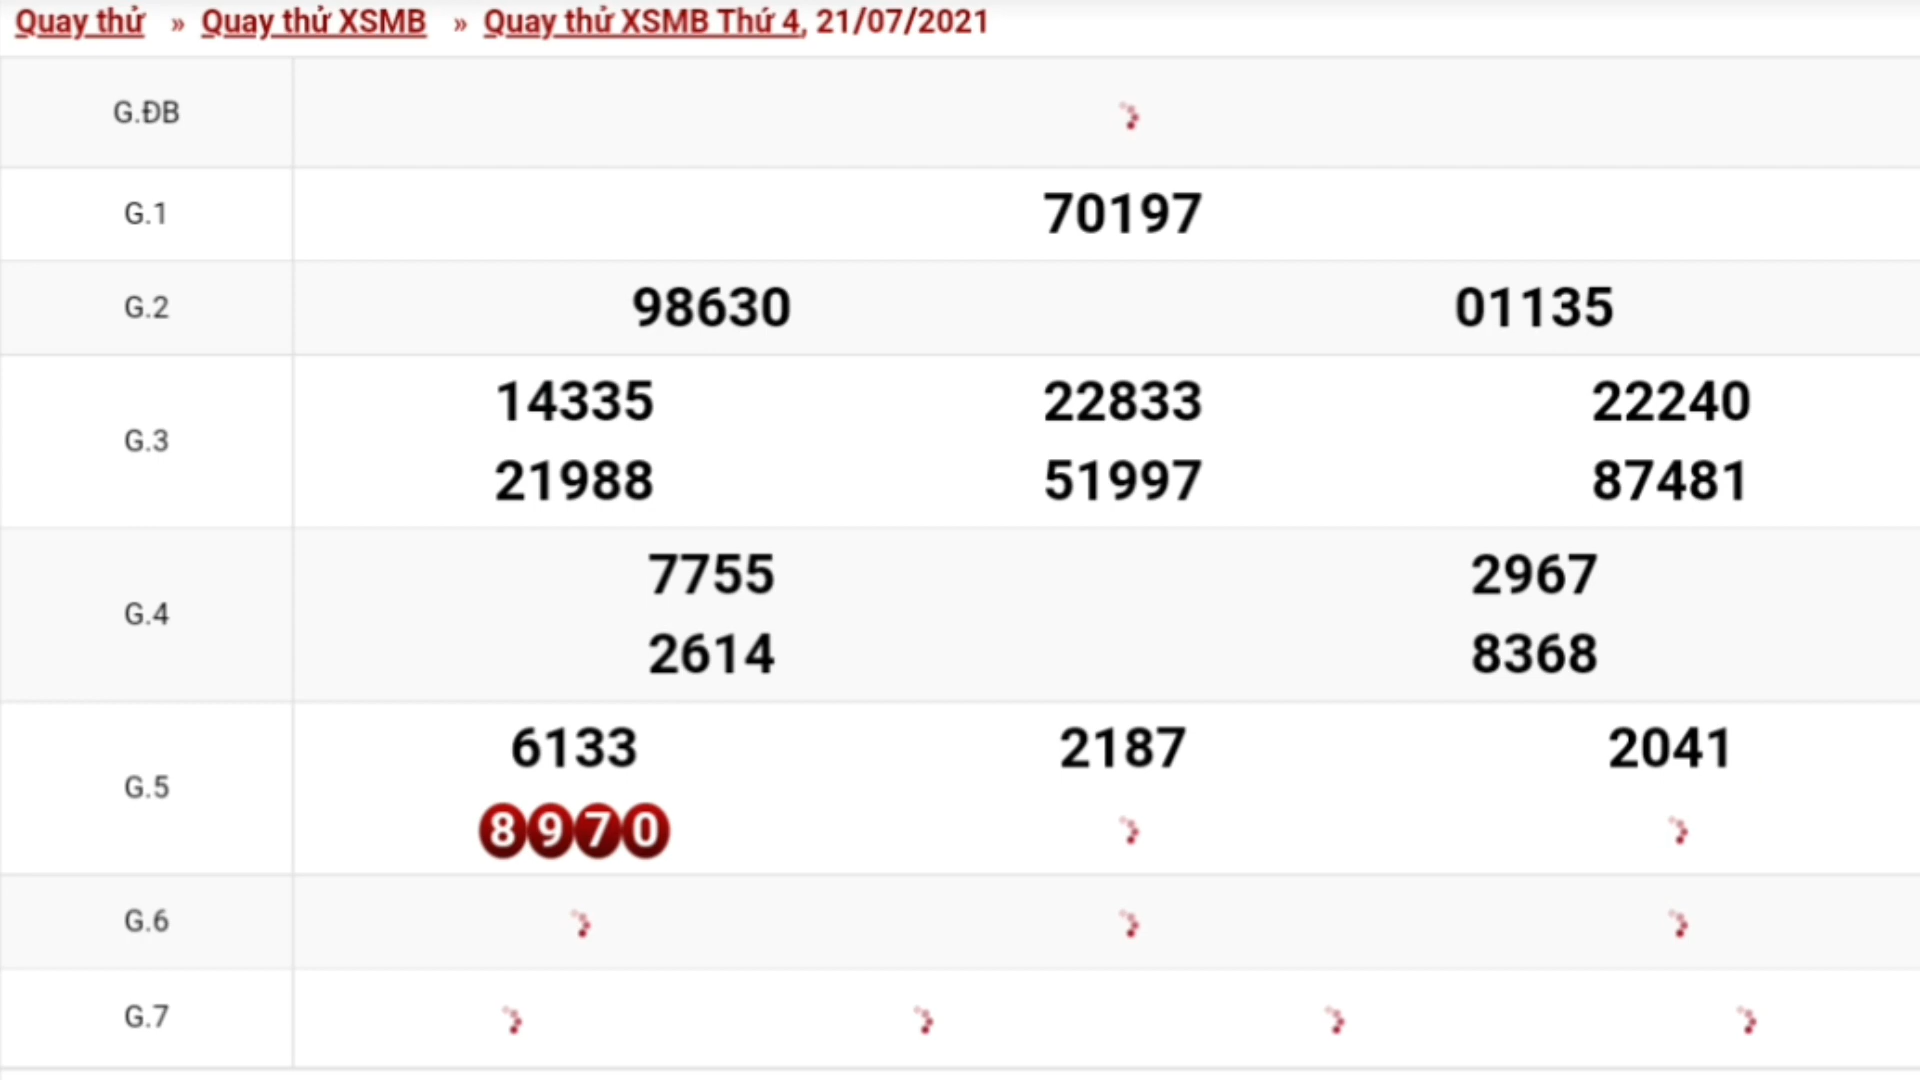 Quay thử » Quay thử XSMB » Quay thử XSMB Thứ 4, 21/07/2021
G.ĐB
G.1 70197
G.2 98630 01135
G.3 14335 22833 22240
21988 51997 87481
G.4 7755 2967
2614 8368
G.5 6133 2187 2041
8970
G.6
G.7